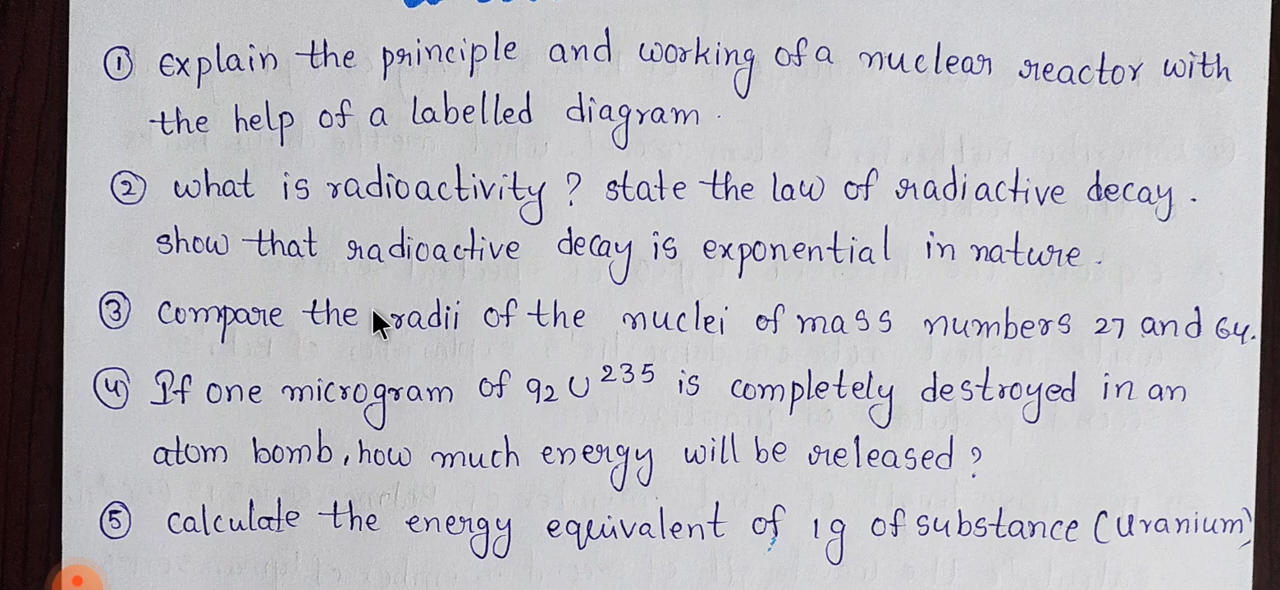 ① Explain the principle and working of a nuclear reactor with
the help of a labelled diagram.
② what is radioactivity? state the law of radiactive decay.
show that radioactive decay is exponential in nature.
③ compare the radii of the nuclei of mass numbers 27 and 64.
④ If one microgram of 92 U 235 is completely destroyed in an
atom bomb, how much energy will be released?
⑤ calculate the energy equivalent of 1g of substance (uranium)